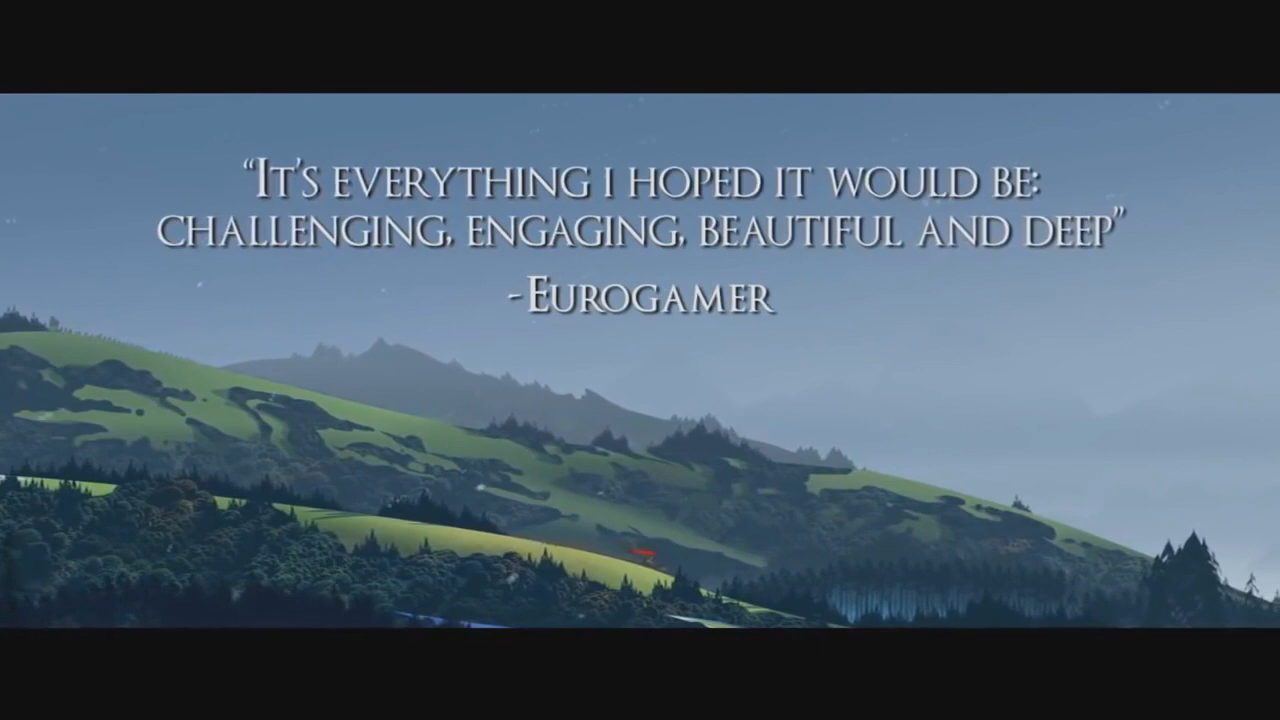 “It’s everything I hoped it would be:
challenging, engaging, beautiful and deep”
-Eurogamer